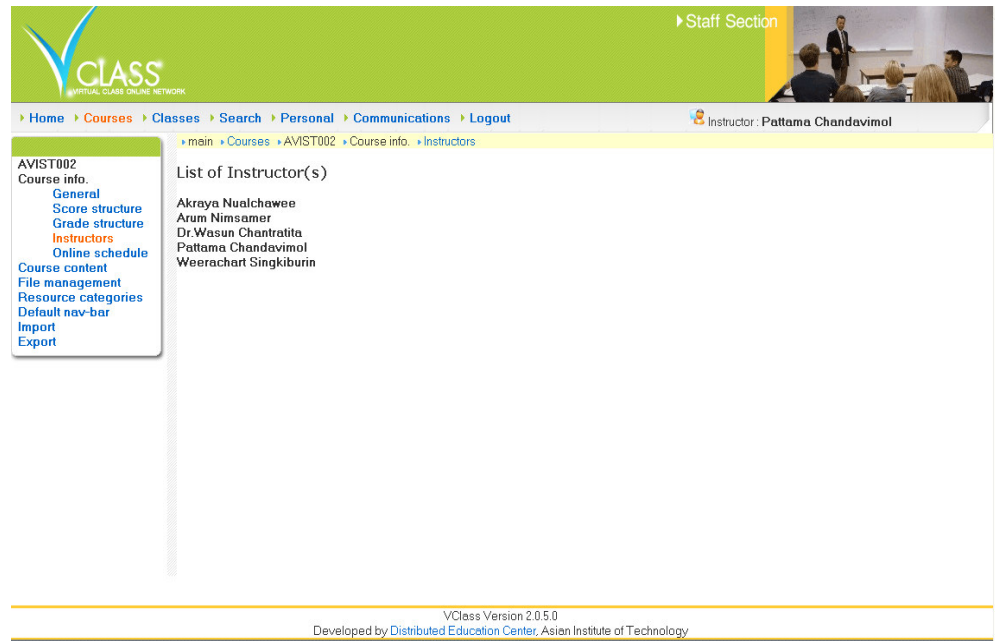 Staff Section
VCLASS
VIRTUAL CLASS ONLINE NETWORK
Home Courses Classes Search Personal Communications Logout
Instructor : Pattama Chandavimol
main Courses AVIST002 Course info. Instructors
AVIST002
Course info.
General
Score structure
Grade structure
Instructors
Online schedule
Course content
File management
Resource categories
Default nav-bar
Import
Export
List of Instructor(s)
Akraya Nualchawee
Arum Nimsamer
Dr.Wasun Chantratita
Pattama Chandavimol
Weerachart Singkiburin
VClass Version 2.0.5.0
Developed by Distributed Education Center, Asian Institute of Technology